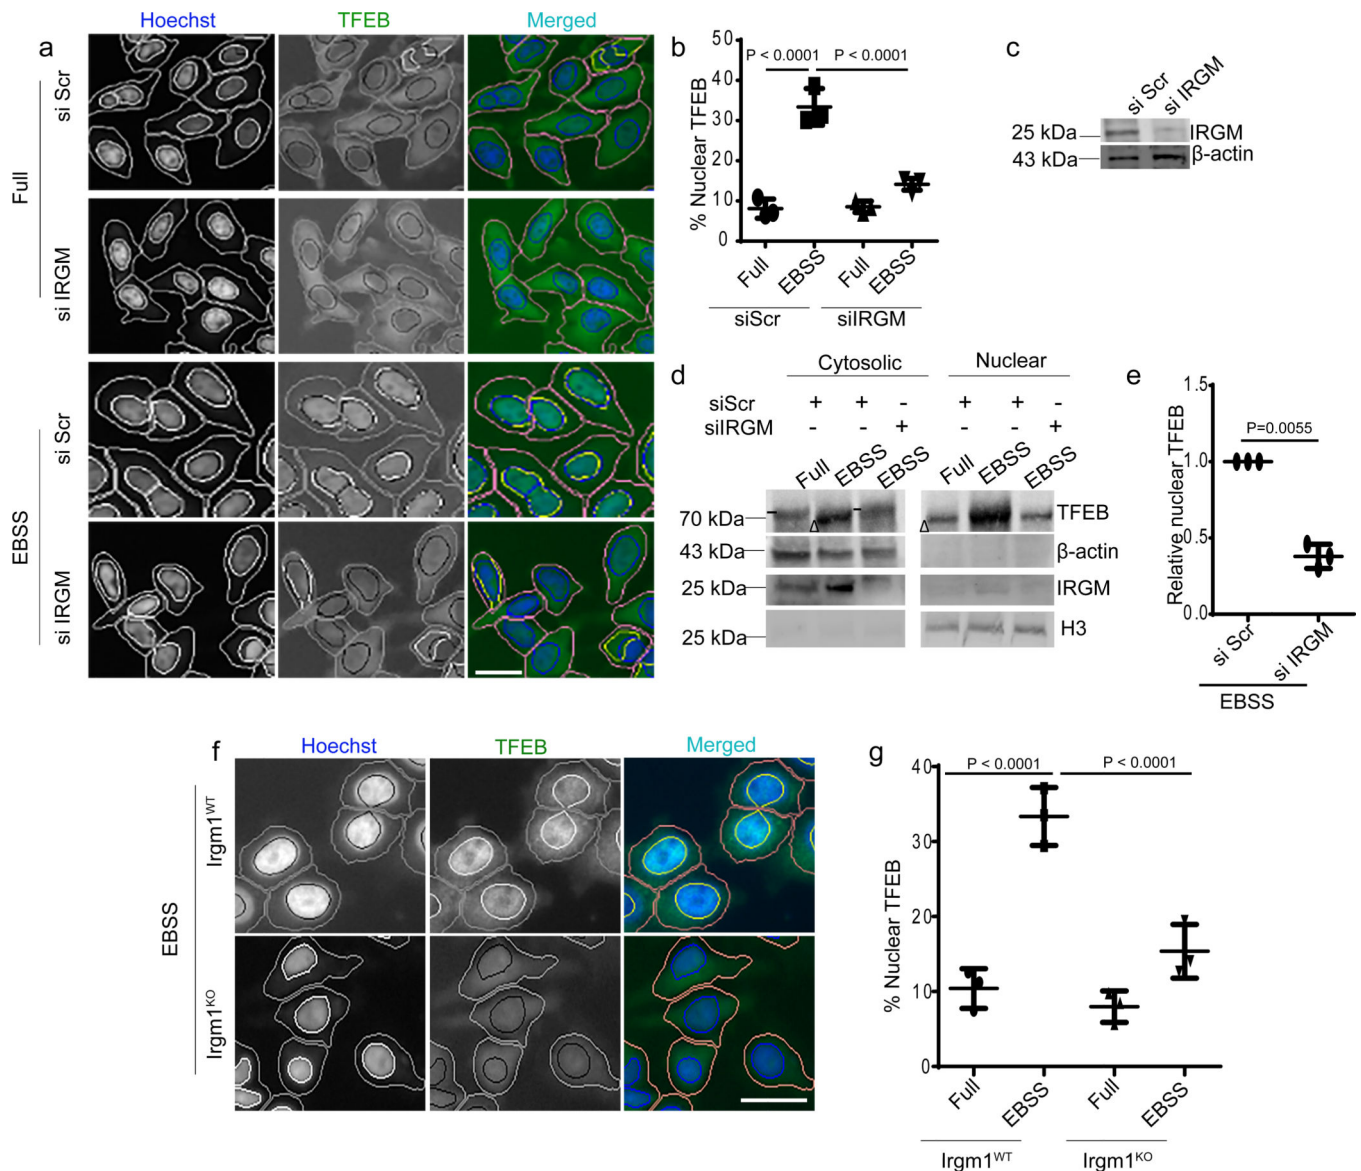 a
Hoechst TFEB Merged
Full
si Scr
si IRGM
EBSS
si Scr
si IRGM
b
% Nuclear TFEB
50
40
30
20
10
0
P < 0.0001 P < 0.0001
Full EBSS Full EBSS
siScr siIRGM
c
si Scr si IRGM
25 kDa IRGM
43 kDa β-actin
d
Cytosolic Nuclear
siScr + + - + + -
siIRGM - - + - - +
Full EBSS EBSS Full EBSS EBSS
70 kDa TFEB
Δ Δ
43 kDa β-actin
25 kDa IRGM
25 kDa H3
e
Relative nuclear TFEB
1.5
1.0
0.5
0.0
P=0.0055
si Scr si IRGM
EBSS
f
Hoechst TFEB Merged
EBSS
Irgm1WT
Irgm1KO
g
% Nuclear TFEB
40
30
20
10
0
P < 0.0001 P < 0.0001
Full EBSS Full EBSS
Irgm1WT Irgm1KO